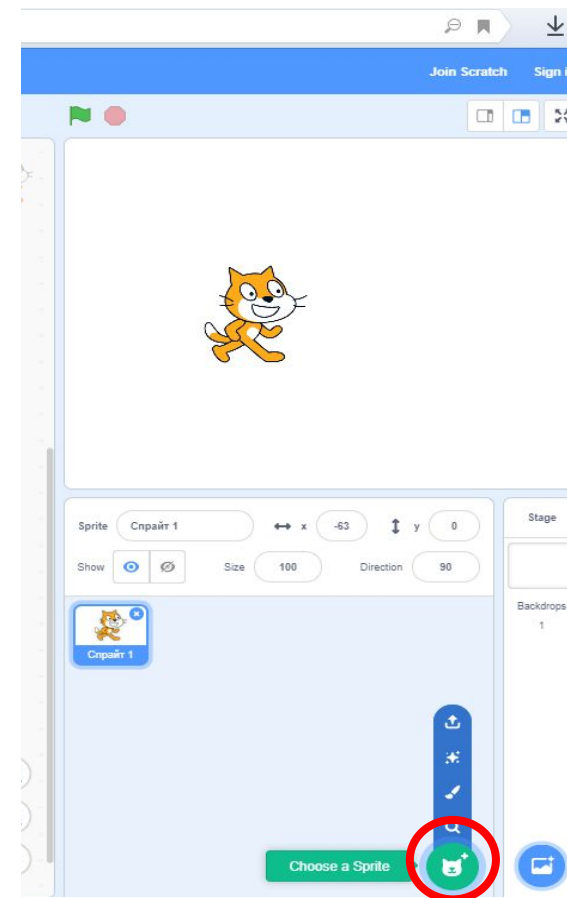 Join Scratch Sign i
Sprite Спрайт 1 x -63 y 0
Show Size 100 Direction 90
Stage
Backdrops
1
Спрайт 1
Choose a Sprite